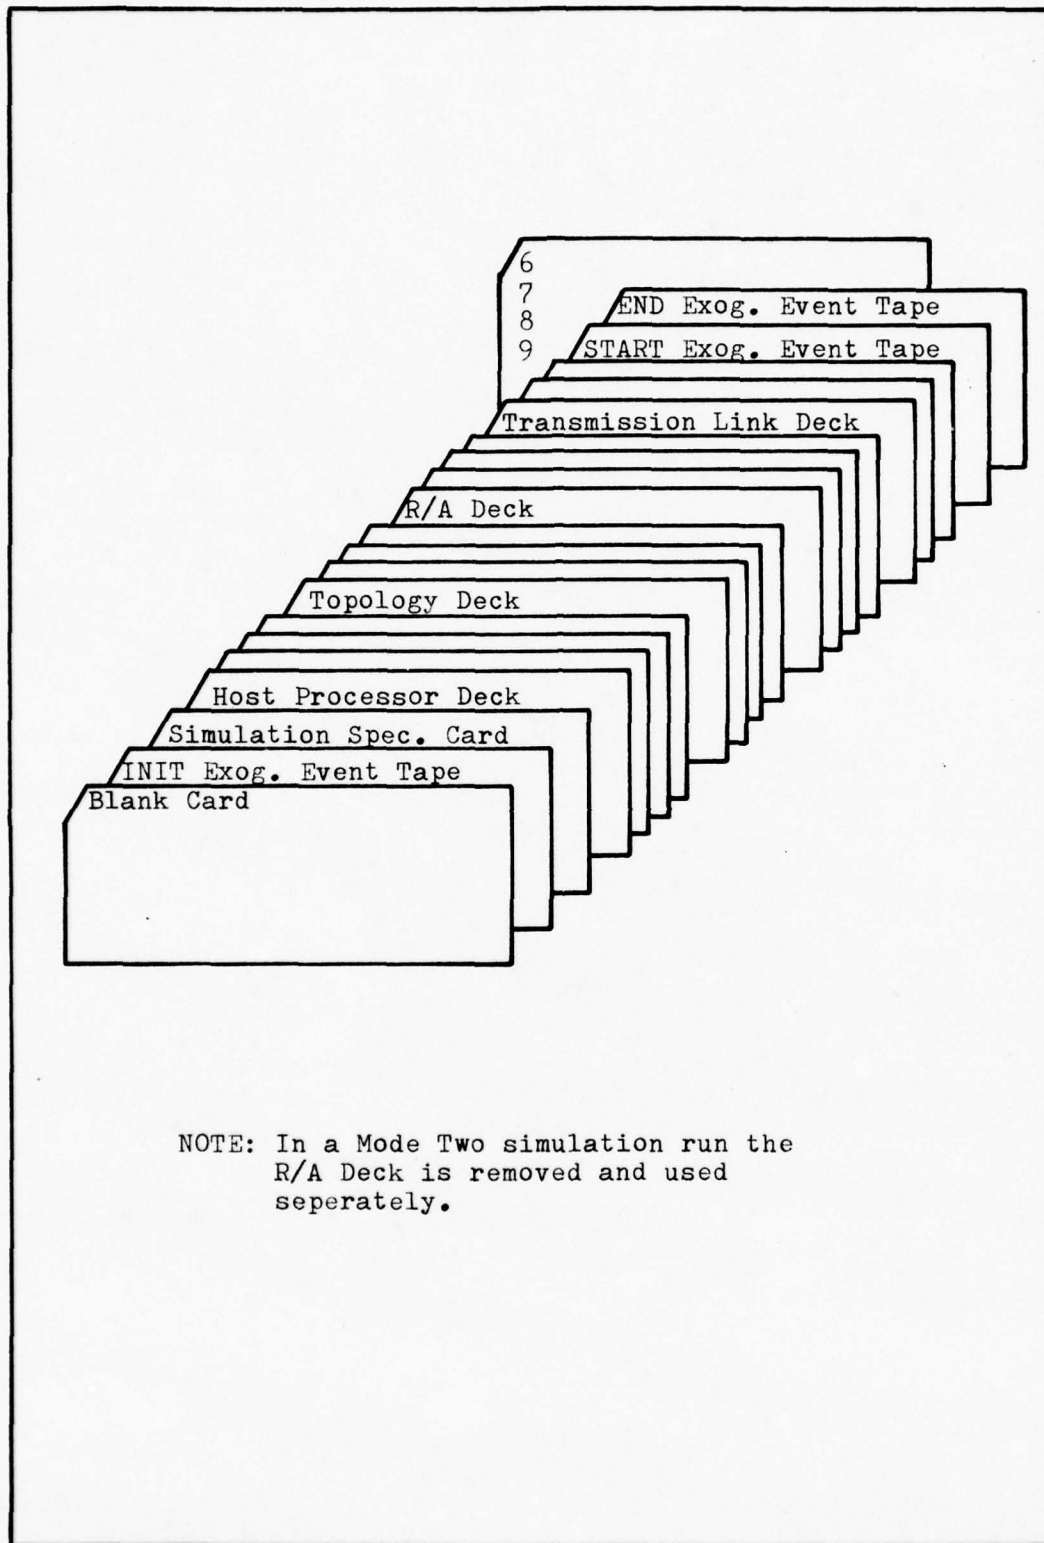 6
7
8
9
END Exog. Event Tape
START Exog. Event Tape
Transmission Link Deck
R/A Deck
Topology Deck
Host Processor Deck
Simulation Spec. Card
INIT Exog. Event Tape
Blank Card
NOTE: In a Mode Two simulation run the
R/A Deck is removed and used
seperately.